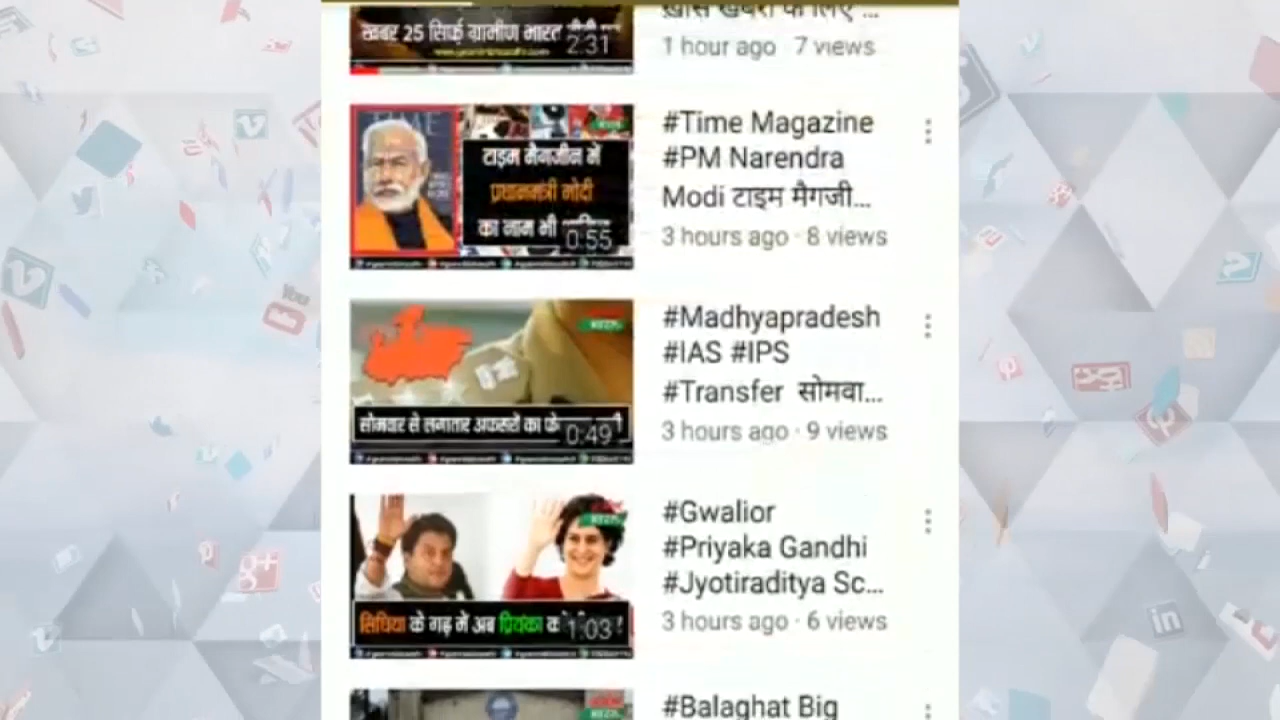 ख़ास खबरों के लिए ...
खबर 25 सिर्फ ग्रामीण भारत
2:31
1 hour ago 7 views
TIME
टाइम मैगजीन में
प्रधानमंत्री मोदी
का नाम भी
0:55
#Time Magazine
#PM Narendra
Modi टाइम मैगजी...
3 hours ago · 8 views
सोमवार से लगातार अफसरों का
0:49
#Madhyapradesh
#IAS #IPS
#Transfer सोमवा...
3 hours ago · 9 views
सिंधिया के गढ़ में अब प्रियंका
1:03
#Gwalior
#Priyaka Gandhi
#Jyotiraditya Sc...
3 hours ago · 6 views
#Balaghat Big
You
g+
in